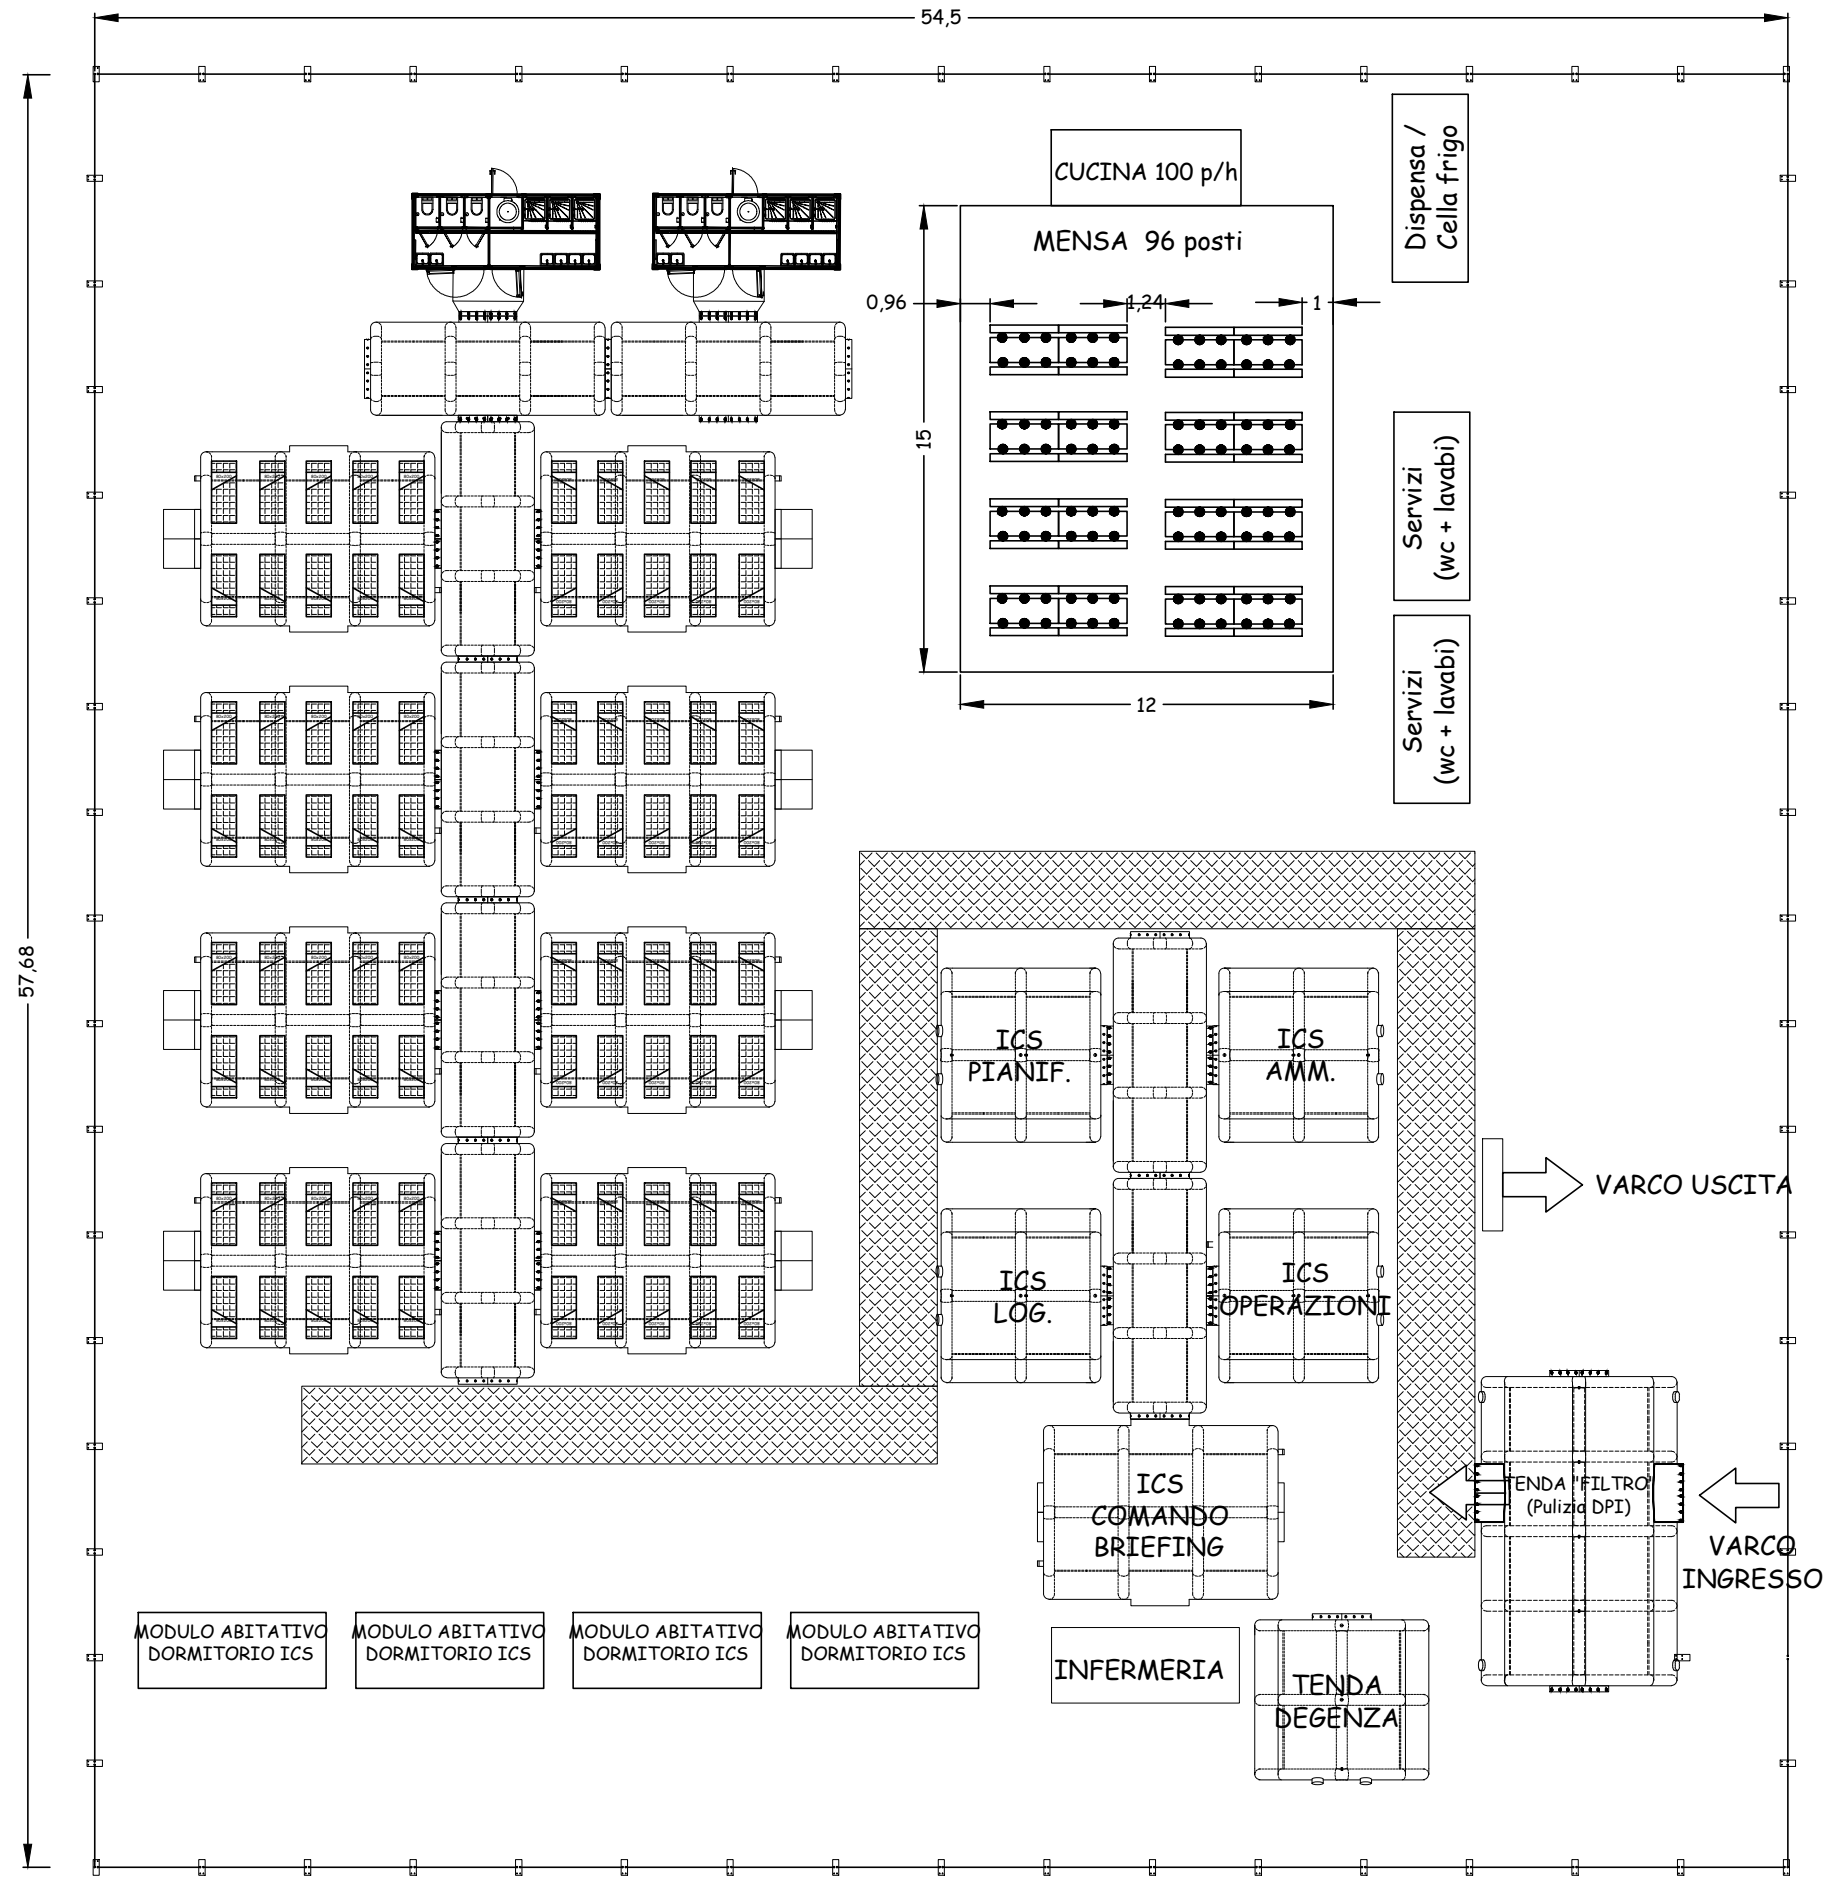 54,5
57,68
CUCINA 100 p/h
MENSA 96 posti
0,96
1,24
1
15
12
Dispensa /
Cella frigo
Servizi
(wc + lavabi)
Servizi
(wc + lavabi)
ICS
PIANIF.
ICS
AMM.
ICS
LOG.
ICS
OPERAZIONI
VARCO USCITA
ICS
COMANDO
BRIEFING
TENDA "FILTRO"
(Pulizia DPI)
VARCO
INGRESSO
MODULO ABITATIVO
DORMITORIO ICS
MODULO ABITATIVO
DORMITORIO ICS
MODULO ABITATIVO
DORMITORIO ICS
MODULO ABITATIVO
DORMITORIO ICS
INFERMERIA
TENDA
DEGENZA